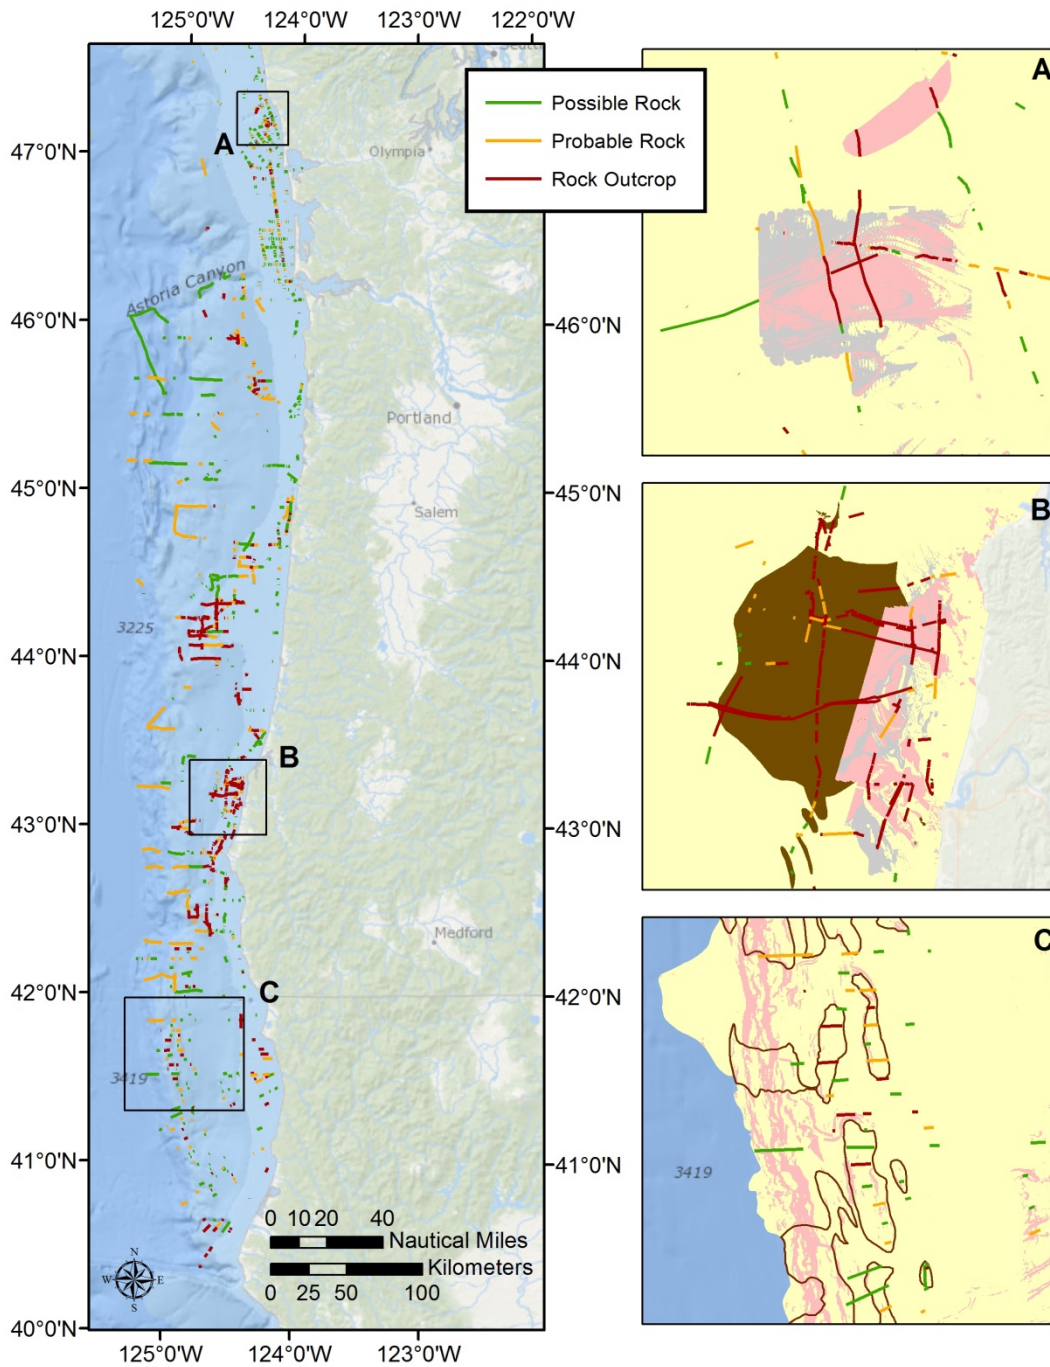 125°0'W 124°0'W 123°0'W 122°0'W
Possible Rock
Probable Rock
Rock Outcrop
A
47°0'N
Olympia
Astoria Canyon
46°0'N
46°0'N
Portland
45°0'N
45°0'N
Salem
3225
44°0'N
44°0'N
B
43°0'N
43°0'N
Medford
42°0'N
42°0'N
C
3419
41°0'N
41°0'N
0 10 20 40
Nautical Miles
Kilometers
0 25 50 100
N
W E
S
40°0'N
125°0'W 124°0'W 123°0'W
A
B
C
3419